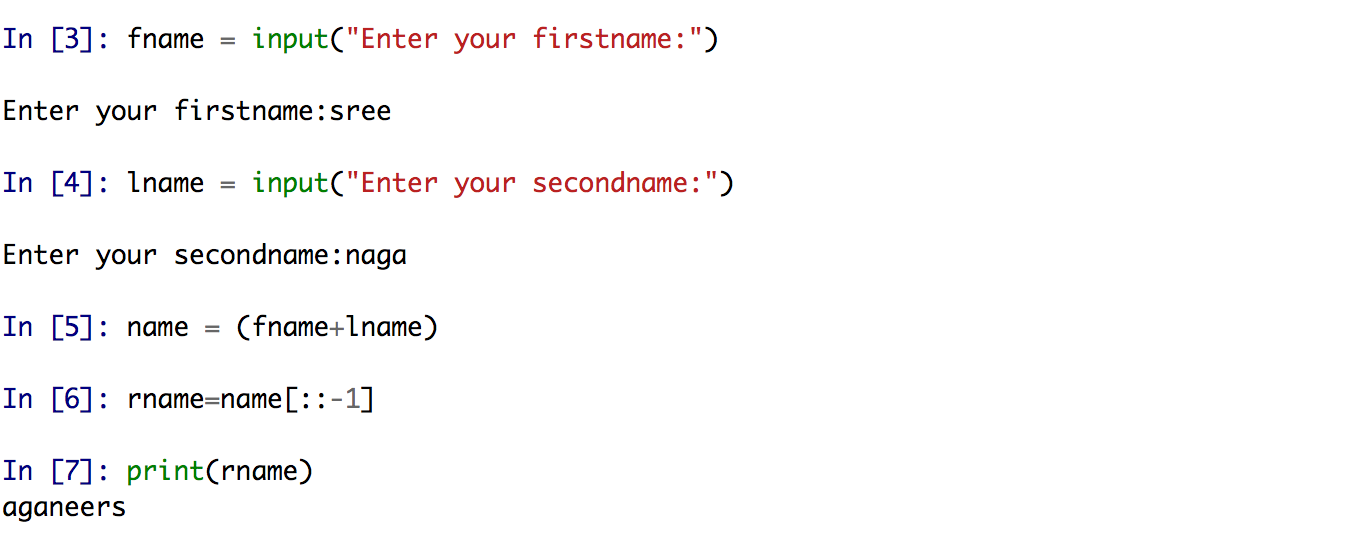 In [3]: fname = input("Enter your firstname:")
Enter your firstname:sree
In [4]: lname = input("Enter your secondname:")
Enter your secondname:naga
In [5]: name = (fname+lname)
In [6]: rname=name[::-1]
In [7]: print(rname)
aganeers